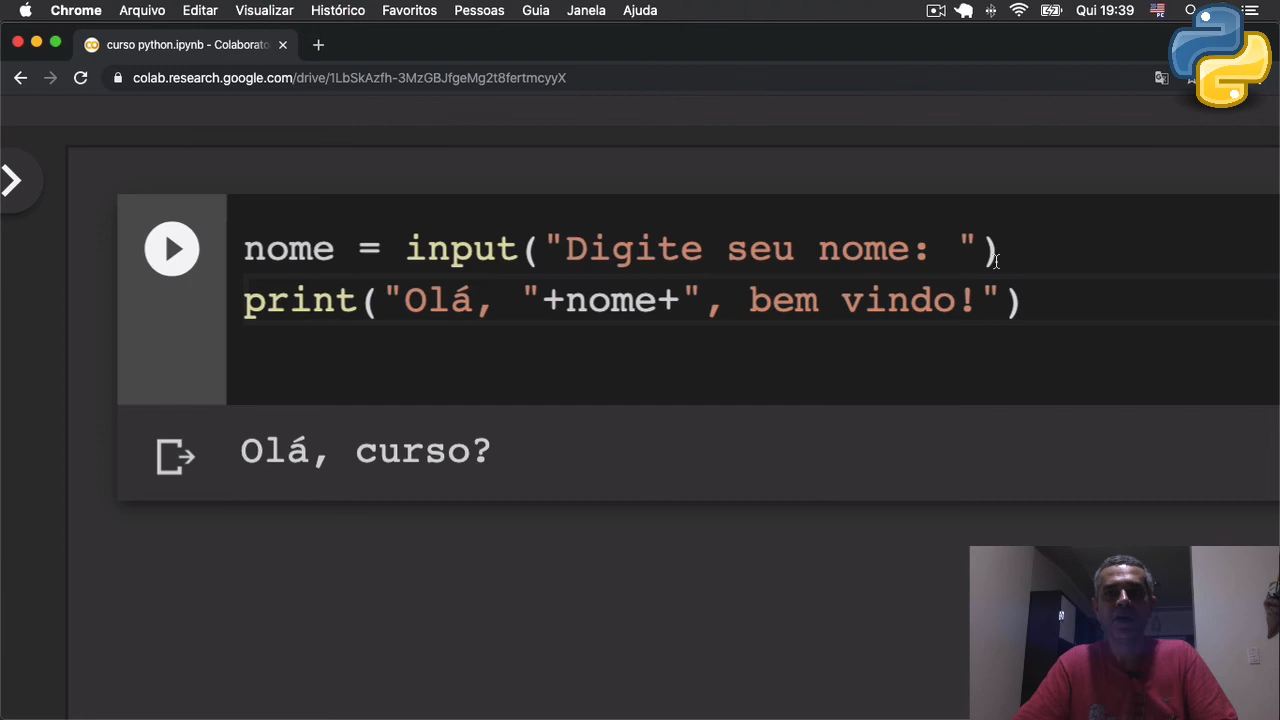 Chrome Arquivo Editar Visualizar Histórico Favoritos Pessoas Guia Janela Ajuda Qui 19:39
curso python.ipynb - Colaborato
colab.research.google.com/drive/1LbSkAzfh-3MzGBJfgeMg2t8fertmcyyX
nome = input("Digite seu nome: ")
print("Olá, "+nome+", bem vindo!")
Olá, curso?